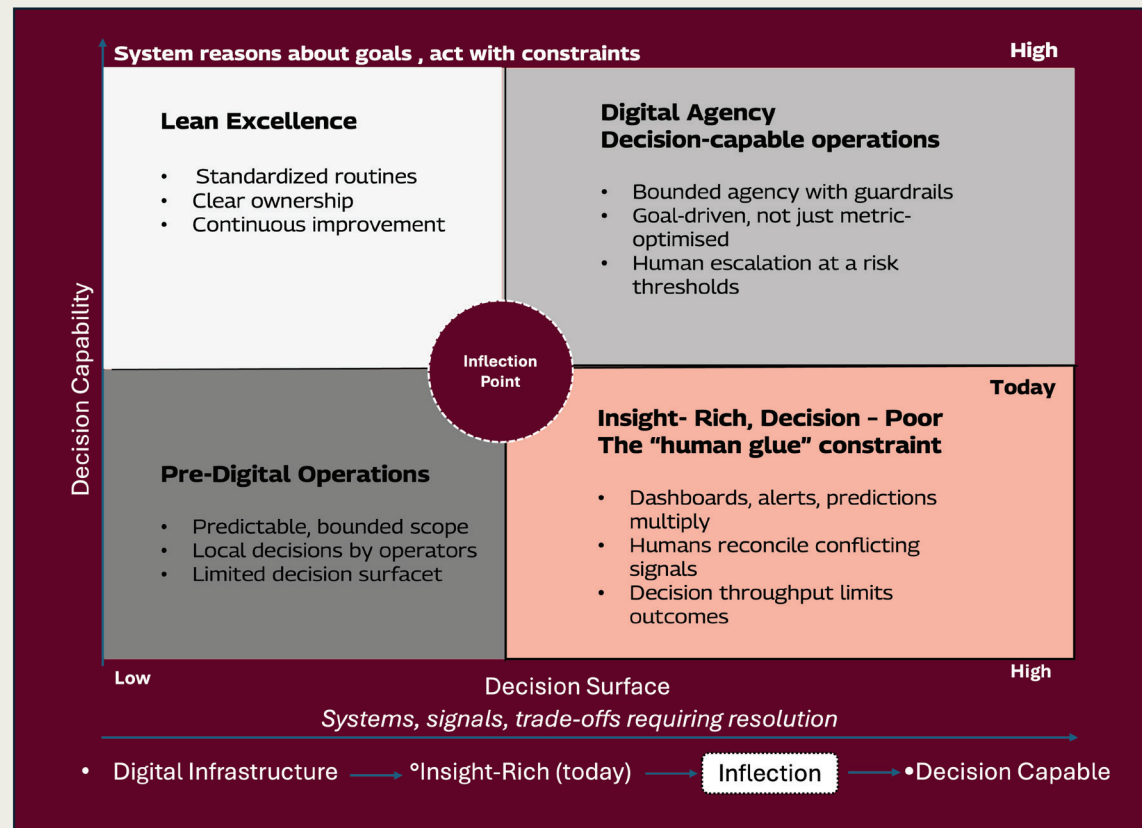 System reasons about goals , act with constraints
High
Lean Excellence
• Standardized routines
• Clear ownership
• Continuous improvement
Digital Agency
Decision-capable operations
• Bounded agency with guardrails
• Goal-driven, not just metric-
optimised
• Human escalation at a risk
thresholds
Decision Capability
Inflection
Point
Pre-Digital Operations
• Predictable, bounded scope
• Local decisions by operators
• Limited decision surfacet
Today
Insight- Rich, Decision – Poor
The “human glue” constraint
• Dashboards, alerts, predictions
multiply
• Humans reconcile conflicting
signals
• Decision throughput limits
outcomes
Low
High
Decision Surface
Systems, signals, trade-offs requiring resolution
• Digital Infrastructure
°Insight-Rich (today)
Inflection
•Decision Capable